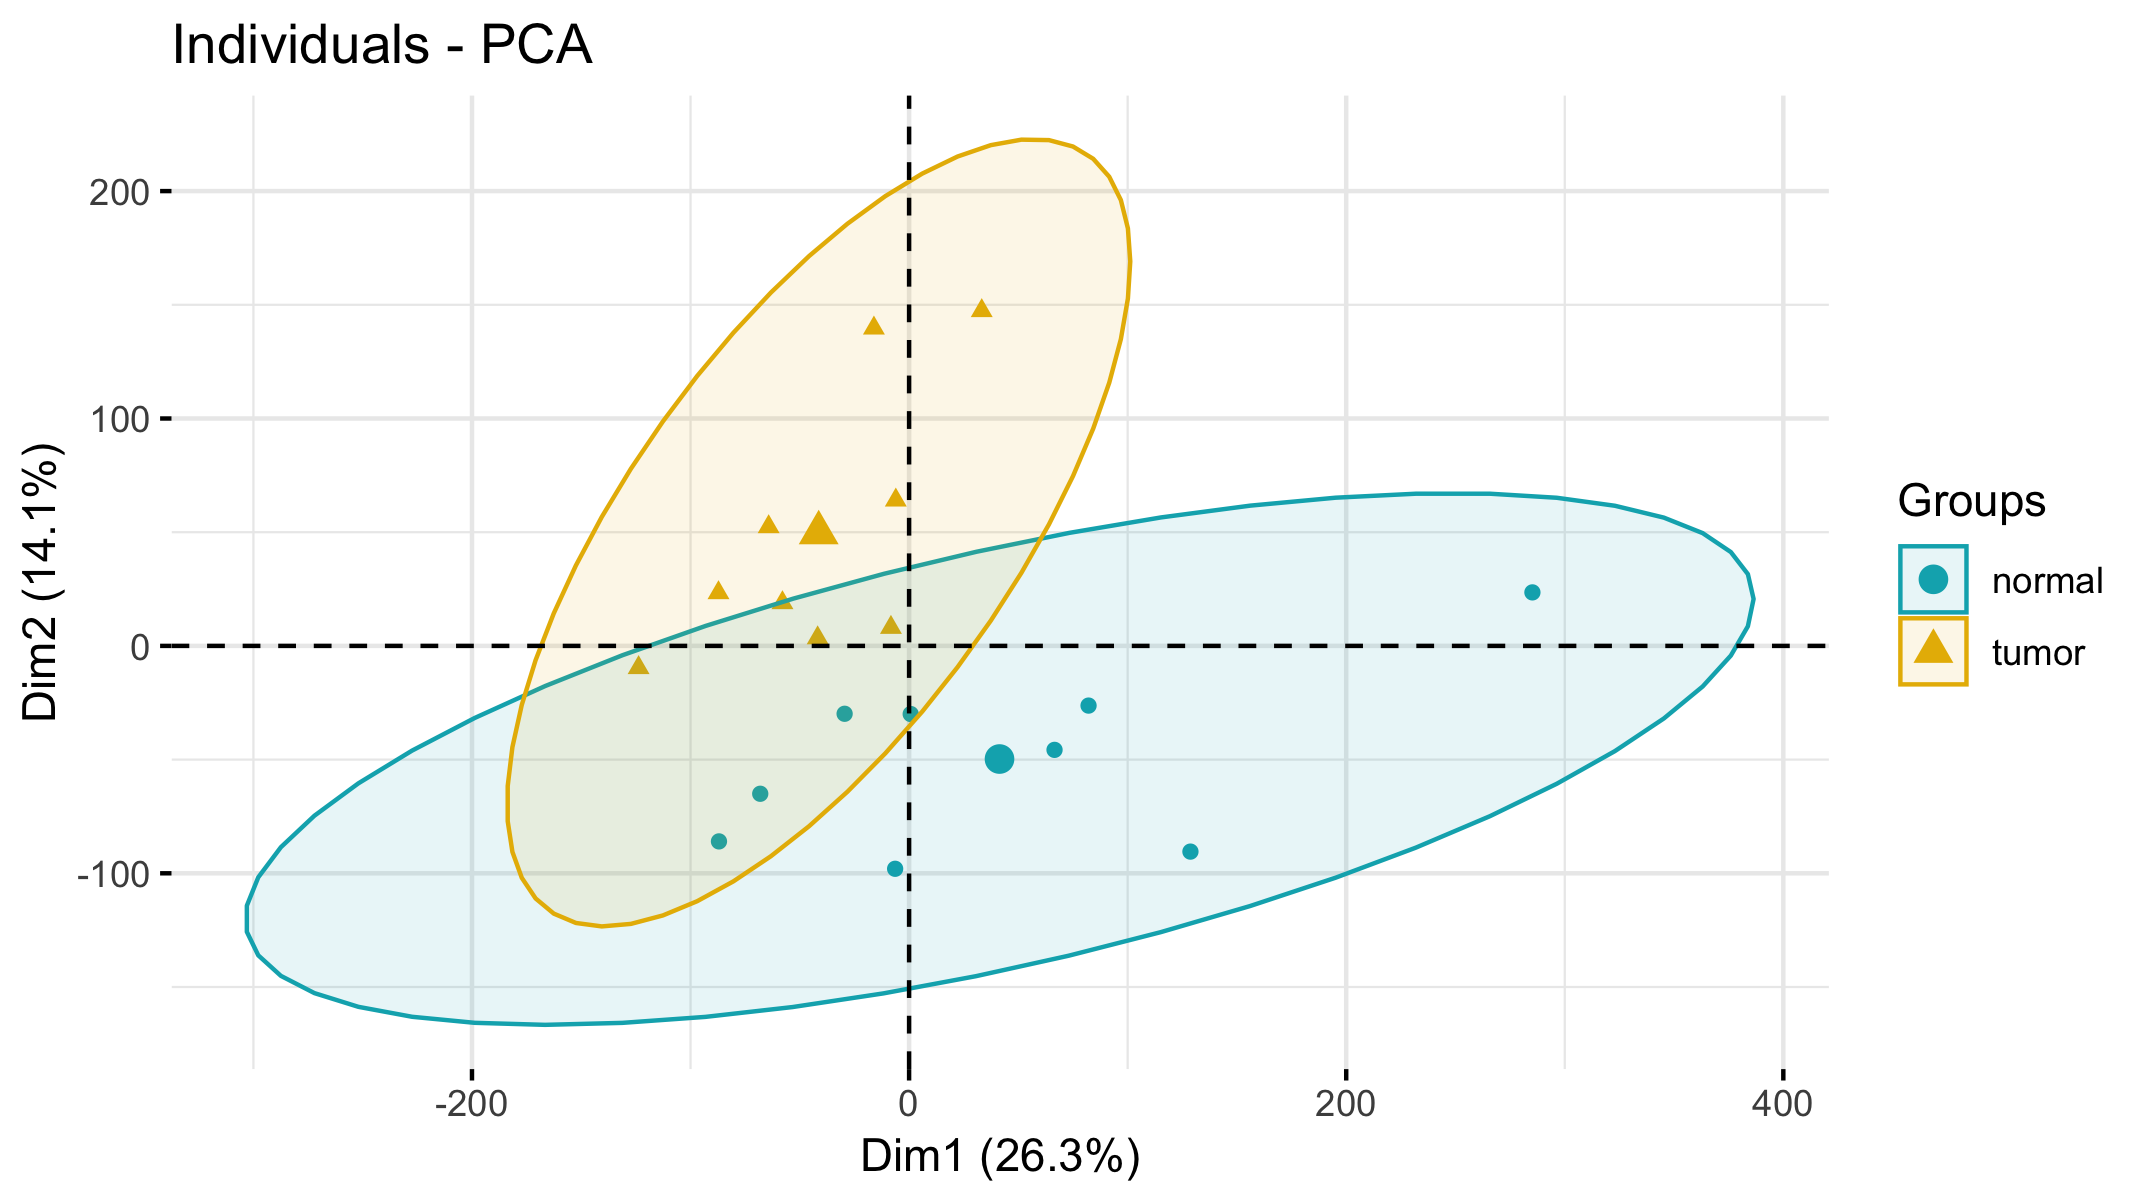 Individuals - PCA
200
100
0
-100
Dim2 (14.1%)
-200
0
200
400
Dim1 (26.3%)
Groups
normal
tumor